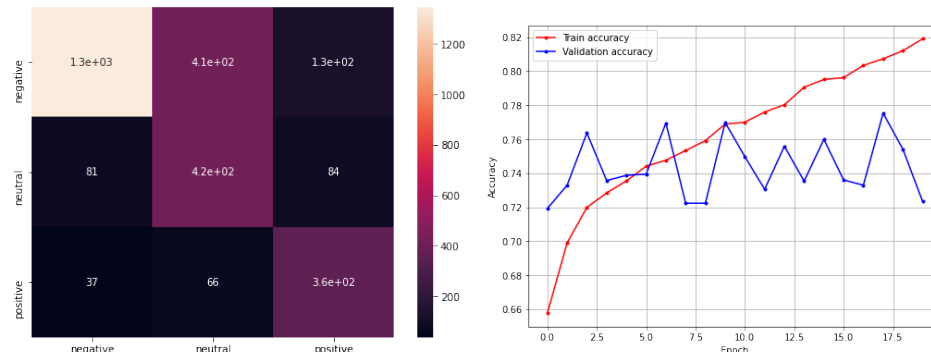 negative
neutral
positive
1.3e+03 4.1e+02 1.3e+02
81 4.2e+02 84
37 66 3.6e+02
negative neutral positive
1200
1000
800
600
400
200
Train accuracy
Validation accuracy
Accuracy
0.82
0.80
0.78
0.76
0.74
0.72
0.70
0.68
0.66
0.0 2.5 5.0 7.5 10.0 12.5 15.0 17.5
Epoch